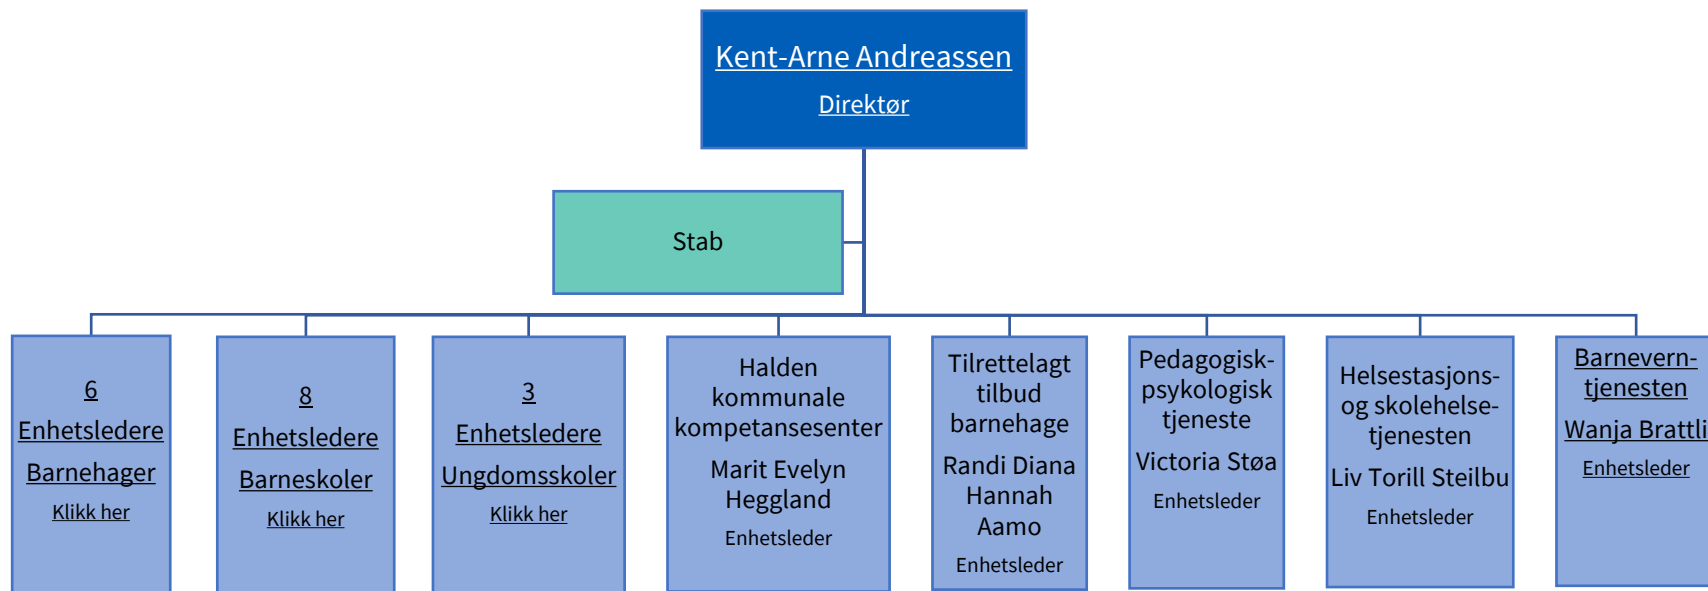 Kent-Arne Andreassen
Direktør
Stab
6
Enhetsledere
Barnehager
Klikk her
8
Enhetsledere
Barneskoler
Klikk her
3
Enhetsledere
Ungdomsskoler
Klikk her
Halden
kommunale
kompetansesenter
Marit Evelyn
Heggland
Enhetsleder
Tilrettelagt
tilbud
barnehage
Randi Diana
Hannah
Aamo
Enhetsleder
Pedagogisk-
psykologisk
tjeneste
Victoria Støa
Enhetsleder
Helsestasjons-
og skolehelse-
tjenesten
Liv Torill Steilbu
Enhetsleder
Barnevern-
tjenesten
Wanja Brattli
Enhetsleder